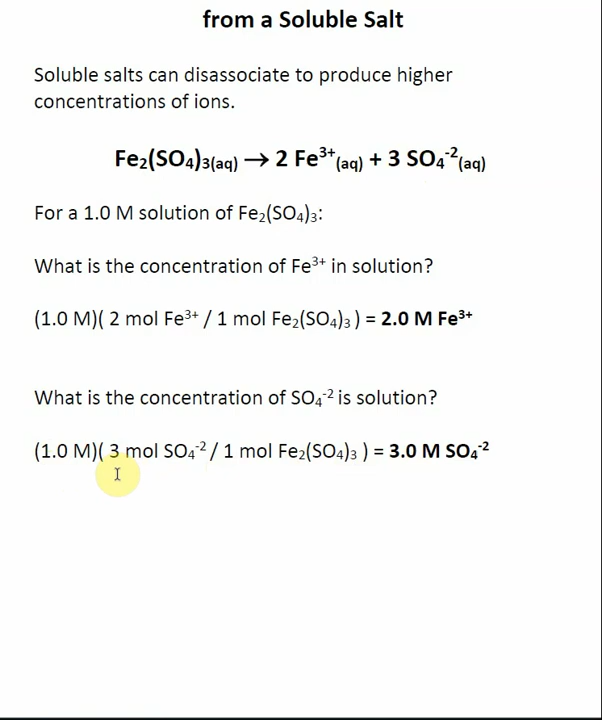 from a Soluble Salt
Soluble salts can disassociate to produce higher
concentrations of ions.
Fe₂(SO₄)₃(aq) → 2 Fe³⁺(aq) + 3 SO₄⁻²(aq)
For a 1.0 M solution of Fe₂(SO₄)₃:
What is the concentration of Fe³⁺ in solution?
(1.0 M)( 2 mol Fe³⁺ / 1 mol Fe₂(SO₄)₃ ) = 2.0 M Fe³⁺
What is the concentration of SO₄⁻² is solution?
(1.0 M)( 3 mol SO₄⁻² / 1 mol Fe₂(SO₄)₃ ) = 3.0 M SO₄⁻²